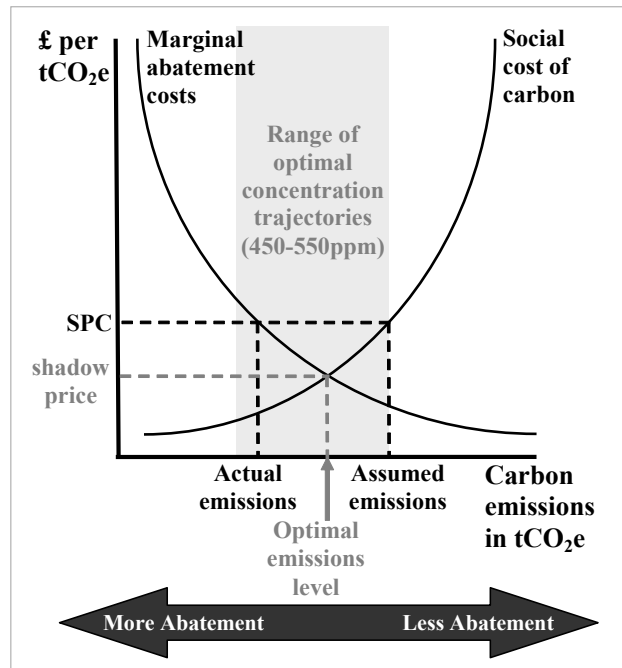 £ per
tCO₂e
Marginal
abatement
costs
Social
cost of
carbon
Range of
optimal
concentration
trajectories
(450-550ppm)
SPC
shadow
price
Actual
emissions
Assumed
emissions
Carbon
emissions
in tCO₂e
Optimal
emissions
level
More Abatement
Less Abatement